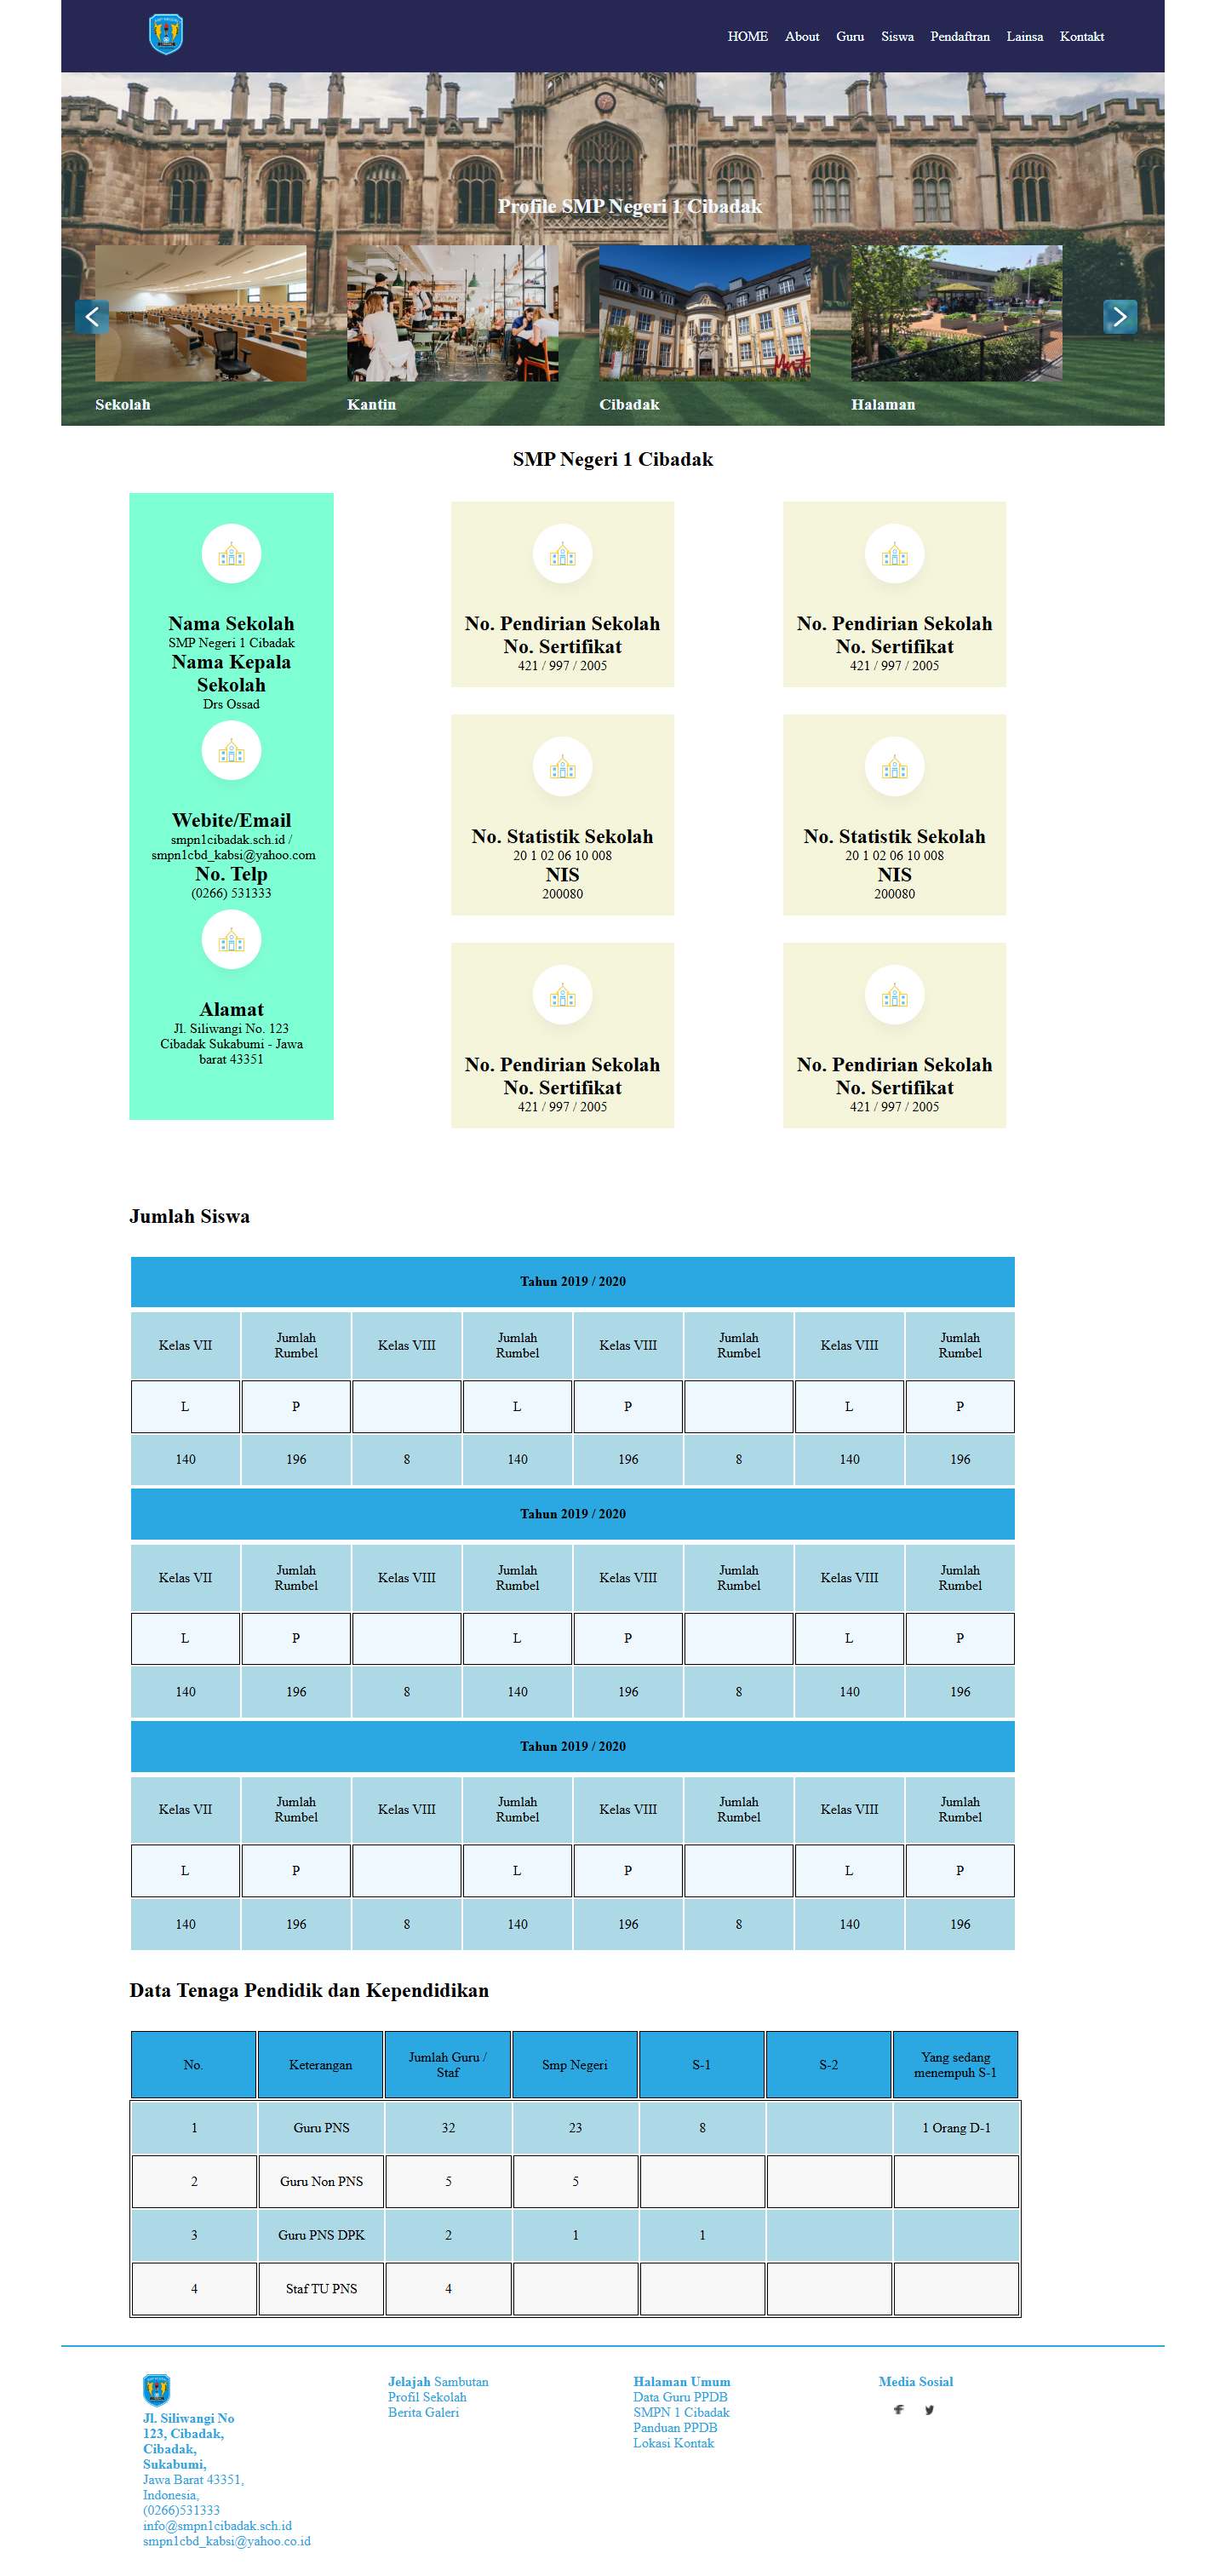 HOME About Guru Siswa Pendaftran Lainsa Kontakt
Profile SMP Negeri 1 Cibadak
Sekolah
Kantin
Cibadak
Halaman
SMP Negeri 1 Cibadak
Nama Sekolah
SMP Negeri 1 Cibadak
Nama Kepala
Sekolah
Drs Ossad
Webite/Email
smpn1cibadak.sch.id /
smpn1cbd_kabsi@yahoo.com
No. Telp
(0266) 531333
Alamat
Jl. Siliwangi No. 123
Cibadak Sukabumi - Jawa
barat 43351
No. Pendirian Sekolah
No. Sertifikat
421 / 997 / 2005
No. Pendirian Sekolah
No. Sertifikat
421 / 997 / 2005
No. Statistik Sekolah
20 1 02 06 10 008
NIS
200080
No. Statistik Sekolah
20 1 02 06 10 008
NIS
200080
No. Pendirian Sekolah
No. Sertifikat
421 / 997 / 2005
No. Pendirian Sekolah
No. Sertifikat
421 / 997 / 2005
Jumlah Siswa
Tahun 2019 / 2020
Kelas VII Jumlah Rumbel Kelas VIII Jumlah Rumbel Kelas VIII Jumlah Rumbel Kelas VIII Jumlah Rumbel
L P L P L P
140 196 8 140 196 8 140 196
Tahun 2019 / 2020
Kelas VII Jumlah Rumbel Kelas VIII Jumlah Rumbel Kelas VIII Jumlah Rumbel Kelas VIII Jumlah Rumbel
L P L P L P
140 196 8 140 196 8 140 196
Tahun 2019 / 2020
Kelas VII Jumlah Rumbel Kelas VIII Jumlah Rumbel Kelas VIII Jumlah Rumbel Kelas VIII Jumlah Rumbel
L P L P L P
140 196 8 140 196 8 140 196
Data Tenaga Pendidik dan Kependidikan
No. Keterangan Jumlah Guru / Staf Smp Negeri S-1 S-2 Yang sedang menempuh S-1
1 Guru PNS 32 23 8 1 Orang D-1
2 Guru Non PNS 5 5
3 Guru PNS DPK 2 1 1
4 Staf TU PNS 4
Jl. Siliwangi No
123, Cibadak,
Cibadak,
Sukabumi,
Jawa Barat 43351,
Indonesia,
(0266)531333
info@smpn1cibadak.sch.id
smpn1cbd_kabsi@yahoo.co.id
Jelajah Sambutan
Profil Sekolah
Berita Galeri
Halaman Umum
Data Guru PPDB
SMPN 1 Cibadak
Panduan PPDB
Lokasi Kontak
Media Sosial